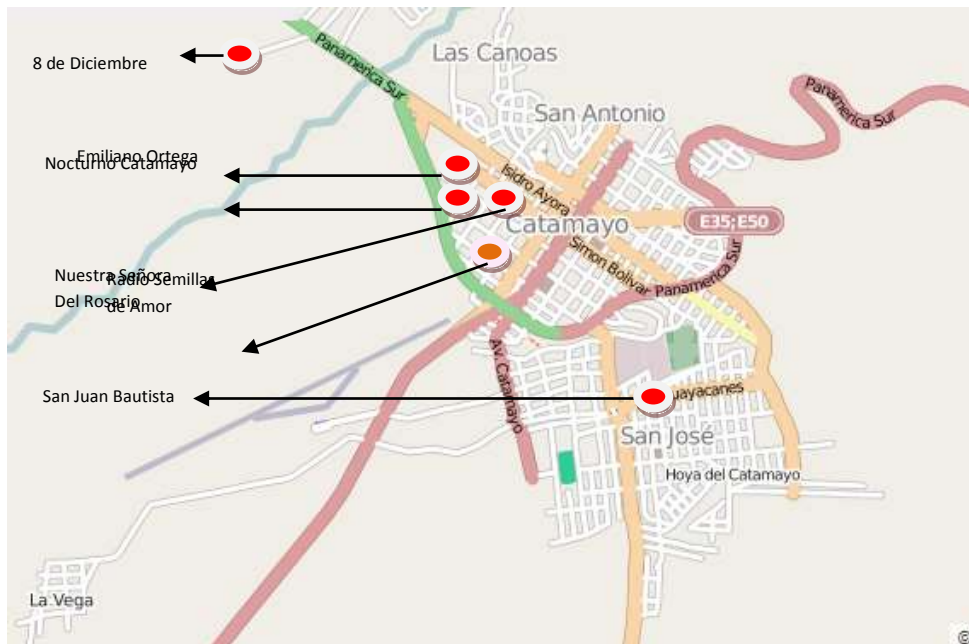 Panamerica Sur
Las Canoas
8 de Diciembre
Panamerica Sur
San Antonio
Emiliano Ortega
Nocturno Catamayo
Isidro Ayora
Catamayo
E35;E50
Simon Bolivar
Panamerica Sur
Nuestra Señora
Del Rosario
Radio Semillas
de Amor
Av. Catamayo
San Juan Bautista
uayacanes
San José
Hoya del Catamayo
La Vega
©